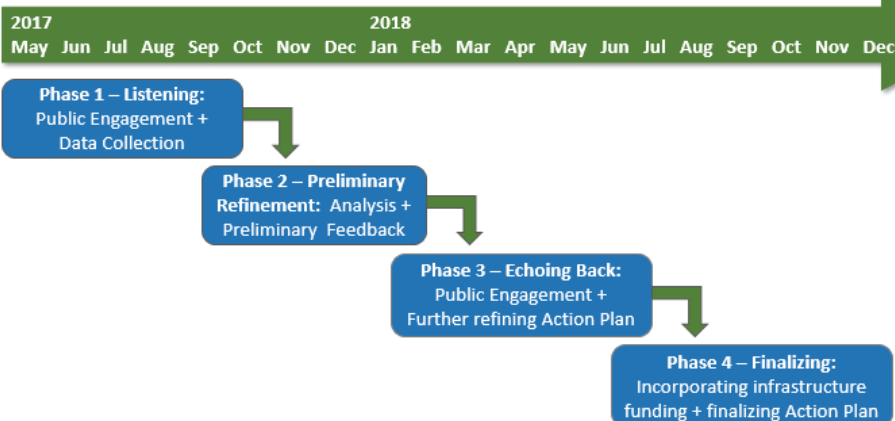 2017 2018
May Jun Jul Aug Sep Oct Nov Dec Jan Feb Mar Apr May Jun Jul Aug Sep Oct Nov Dec
Phase 1 – Listening:
Public Engagement +
Data Collection
Phase 2 – Preliminary
Refinement: Analysis +
Preliminary Feedback
Phase 3 – Echoing Back:
Public Engagement +
Further refining Action Plan
Phase 4 – Finalizing:
Incorporating infrastructure
funding + finalizing Action Plan